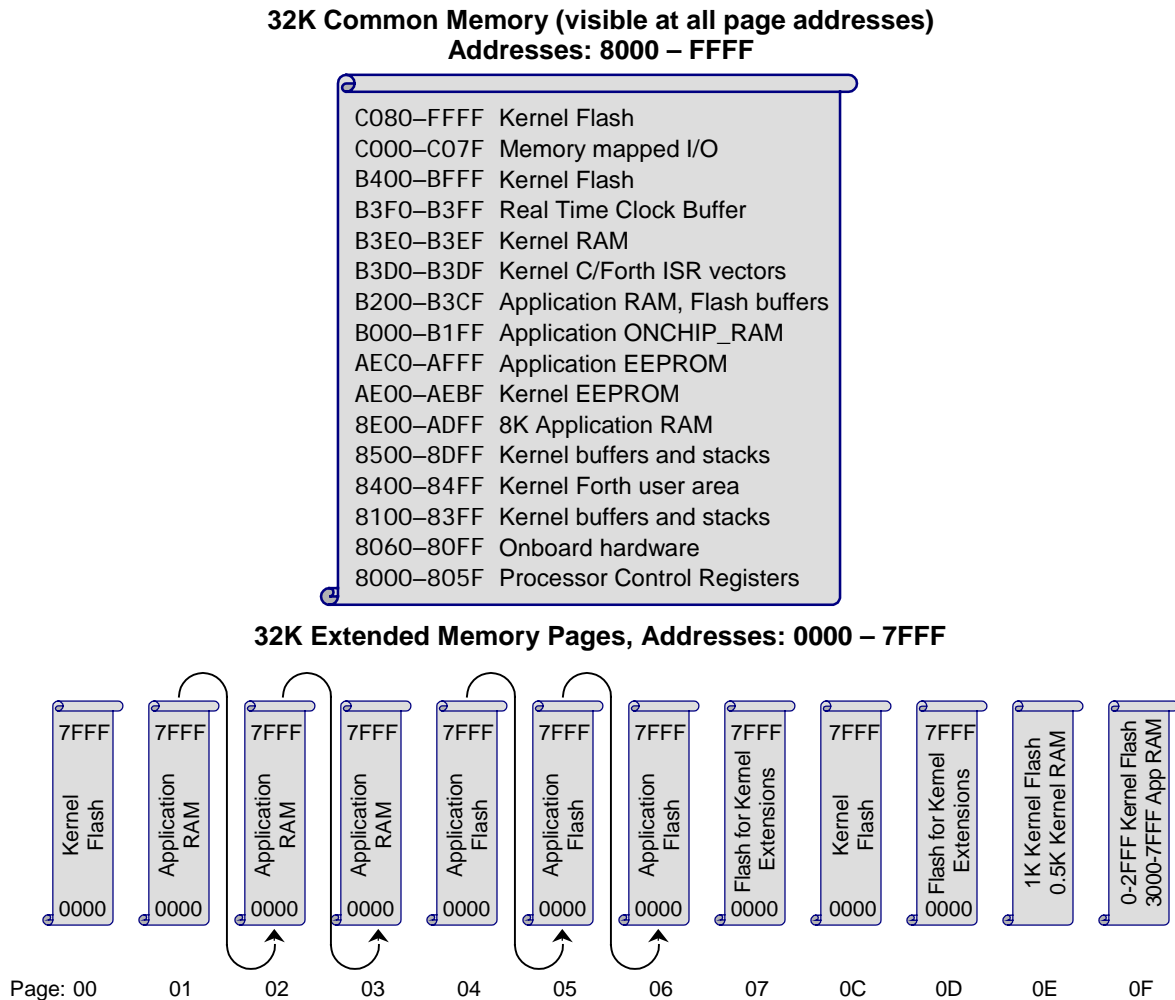 32K Common Memory (visible at all page addresses)
Addresses: 8000 – FFFF
C080–FFFF Kernel Flash
C000–C07F Memory mapped I/O
B400–BFFF Kernel Flash
B3F0–B3FF Real Time Clock Buffer
B3E0–B3EF Kernel RAM
B3D0–B3DF Kernel C/Forth ISR vectors
B200–B3CF Application RAM, Flash buffers
B000–B1FF Application ONCHIP_RAM
AEC0–AFFF Application EEPROM
AE00–AEBF Kernel EEPROM
8E00–ADFF 8K Application RAM
8500–8DFF Kernel buffers and stacks
8400–84FF Kernel Forth user area
8100–83FF Kernel buffers and stacks
8060–80FF Onboard hardware
8000–805F Processor Control Registers
32K Extended Memory Pages, Addresses: 0000 – 7FFF
7FFF
Kernel
Flash
0000
7FFF
Application
RAM
0000
7FFF
Application
RAM
0000
7FFF
Application
RAM
0000
7FFF
Application
Flash
0000
7FFF
Application
Flash
0000
7FFF
Application
Flash
0000
7FFF
Flash for Kernel
Extensions
0000
7FFF
Kernel
Flash
0000
7FFF
Flash for Kernel
Extensions
0000
1K Kernel Flash
0.5K Kernel RAM
0-2FFF Kernel Flash
3000-7FFF App RAM
Page: 00 01 02 03 04 05 06 07 0C 0D 0E 0F